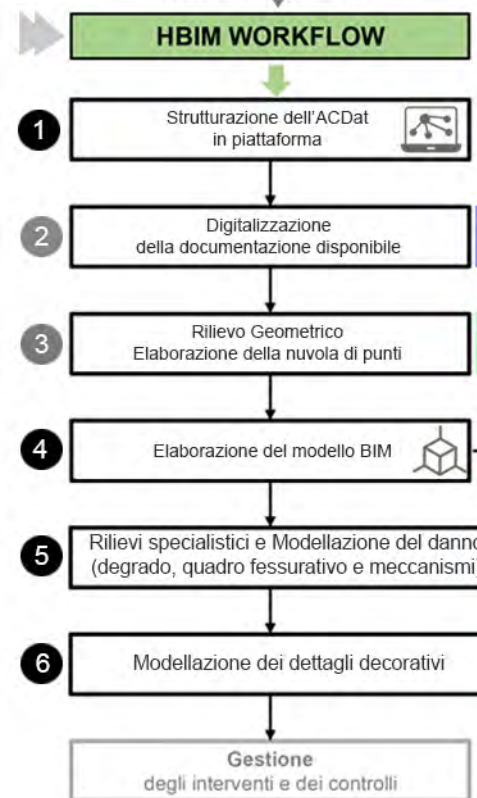 HBIM WORKFLOW
1
Strutturazione dell'ACDat
in piattaforma
2
Digitalizzazione
della documentazione disponibile
3
Rilievo Geometrico
Elaborazione della nuvola di punti
4
Elaborazione del modello BIM
5
Rilievi specialistici e Modellazione del danno
(degrado, quadro fessurativo e meccanismi)
6
Modellazione dei dettagli decorativi
Gestione
degli interventi e dei controlli